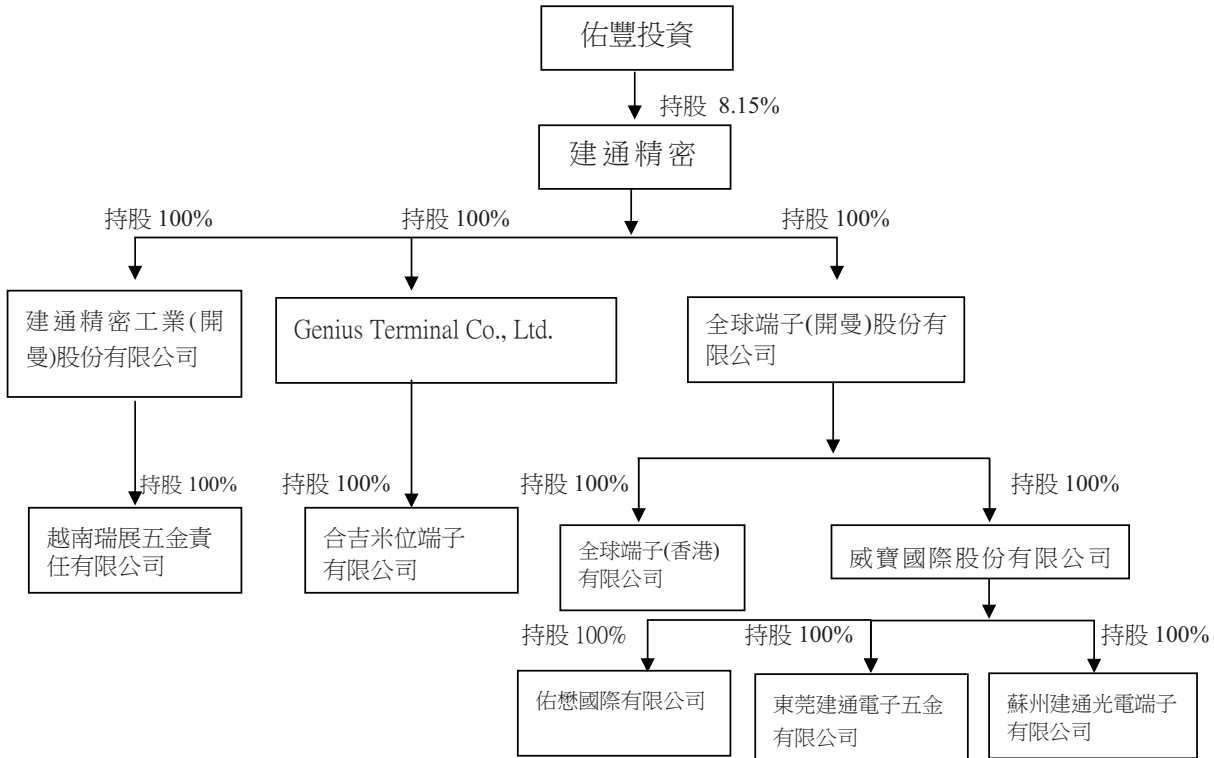 佑豐投資
持股 8.15%
建通精密
持股 100%
持股 100%
持股 100%
建通精密工業(開
曼)股份有限公司
Genius Terminal Co., Ltd.
全球端子(開曼)股份有
限公司
持股 100%
持股 100%
持股 100%
持股 100%
越南瑞展五金責
任有限公司
合吉米位端子
有限公司
全球端子(香港)
有限公司
威寶國際股份有限公司
持股 100%
持股 100%
持股 100%
佑懋國際有限公司
東莞建通電子五金
有限公司
蘇州建通光電端子
有限公司